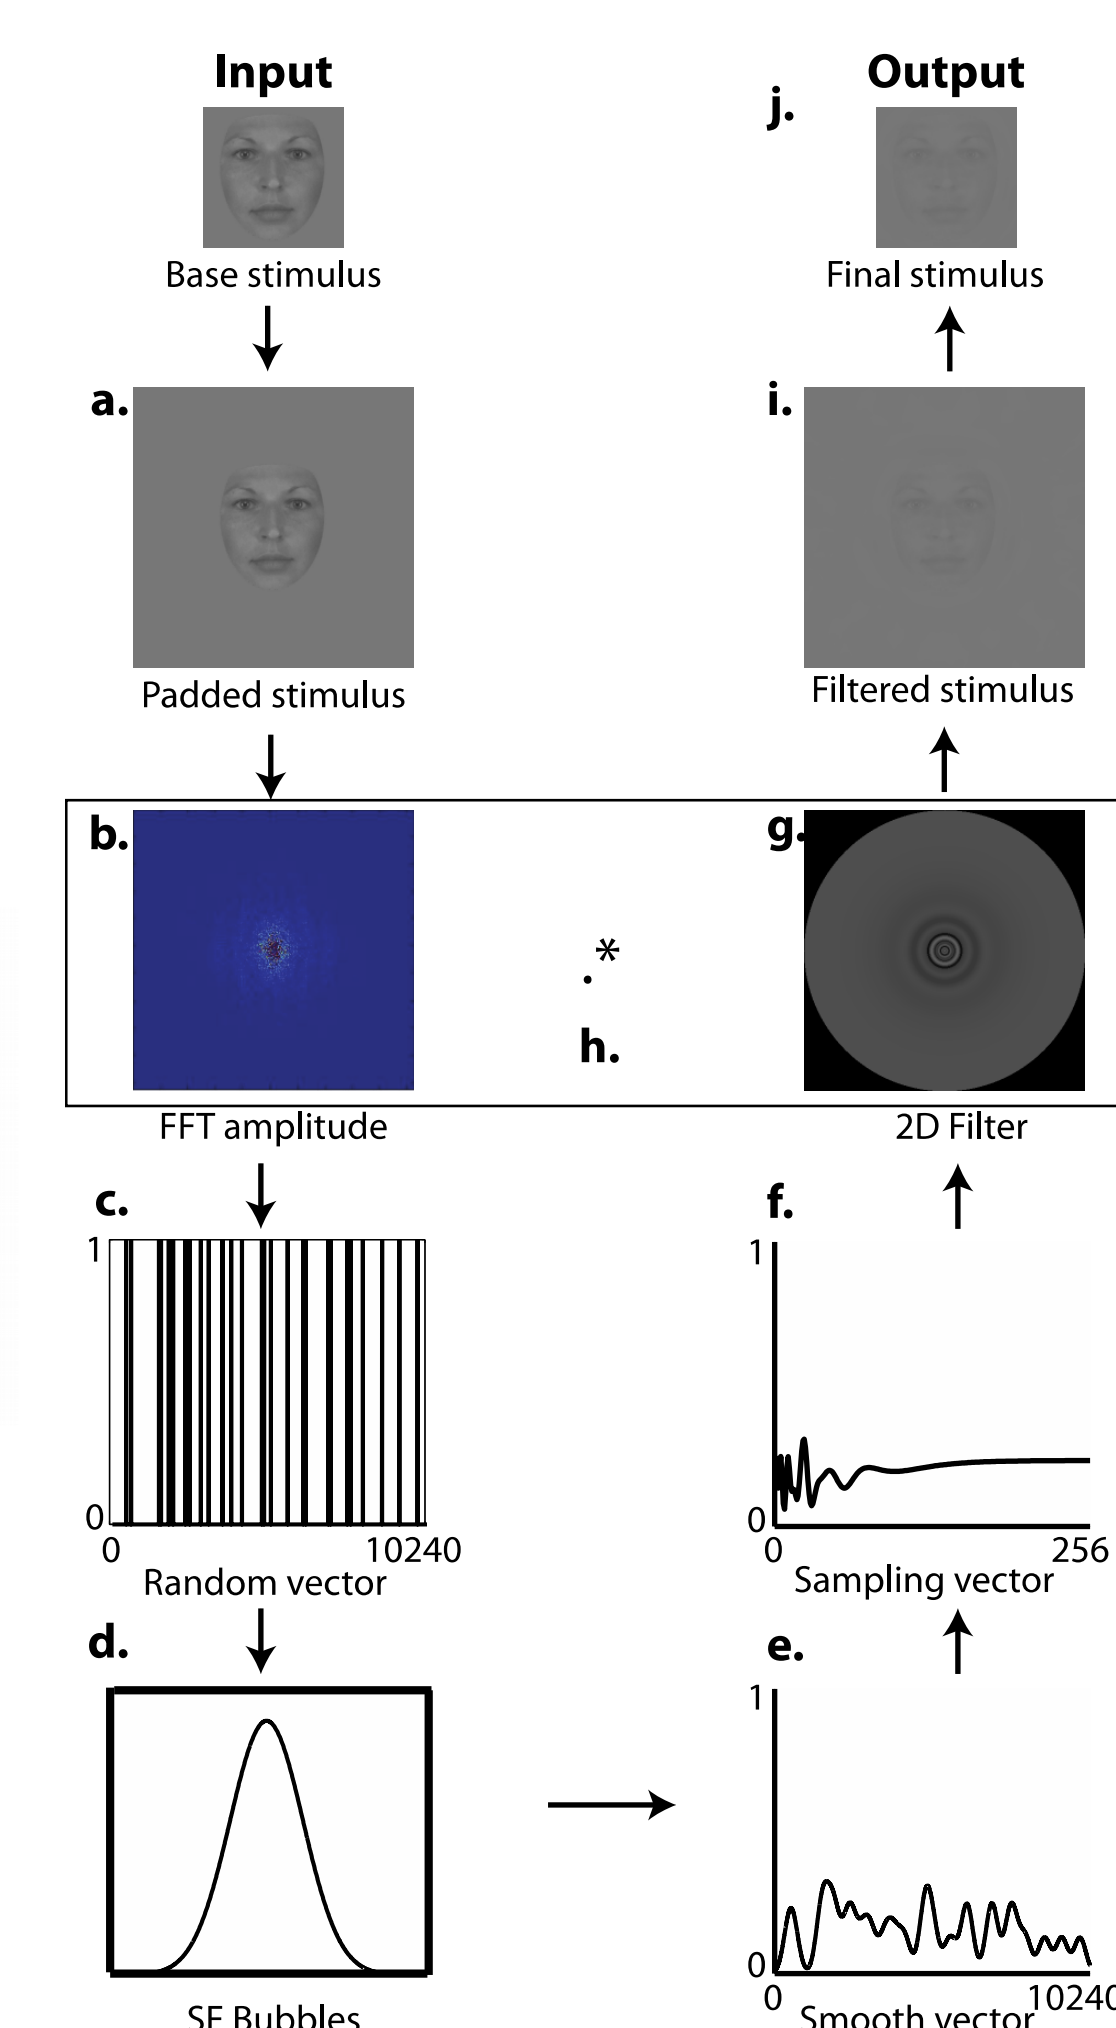 Input
Output
j.
Base stimulus
Final stimulus
a.
i.
Padded stimulus
Filtered stimulus
b.
g.
.*
h.
FFT amplitude
2D Filter
c.
f.
1
1
0
0
0
10240
0
256
Random vector
Sampling vector
d.
e.
1
0
0
10240
SF Bubbles
Smooth vector